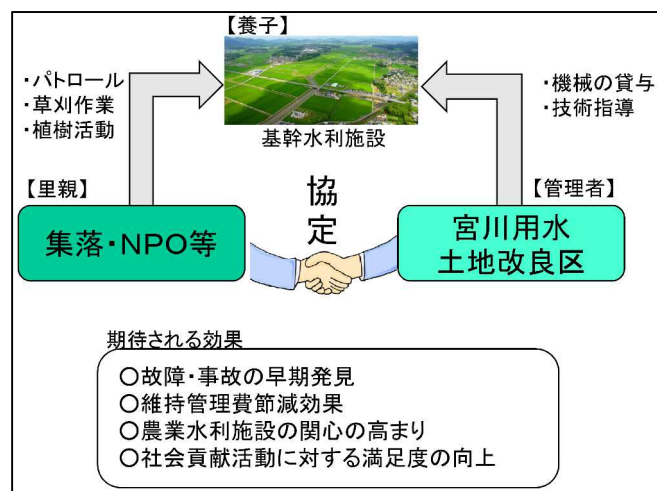 【養子】
・パトロール
・草刈作業
・植樹活動
・機械の貸与
・技術指導
基幹水利施設
【里親】
協定
【管理者】
集落・NPO等
宮川用水
土地改良区
期待される効果
○故障・事故の早期発見
○維持管理費節減効果
○農業水利施設の関心の高まり
○社会貢献活動に対する満足度の向上